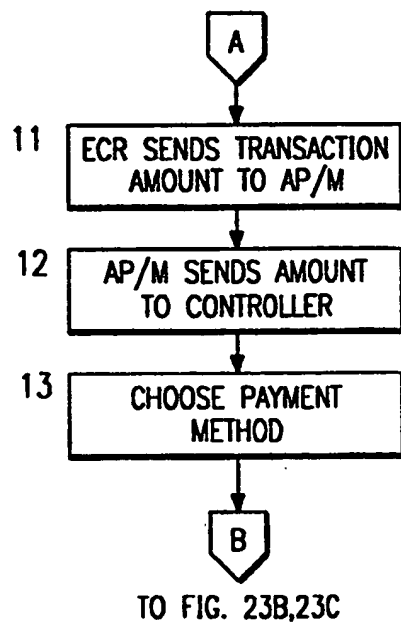 A
11
ECR SENDS TRANSACTION
AMOUNT TO AP/M
12
AP/M SENDS AMOUNT
TO CONTROLLER
13
CHOOSE PAYMENT
METHOD
B
TO FIG. 23B,23C